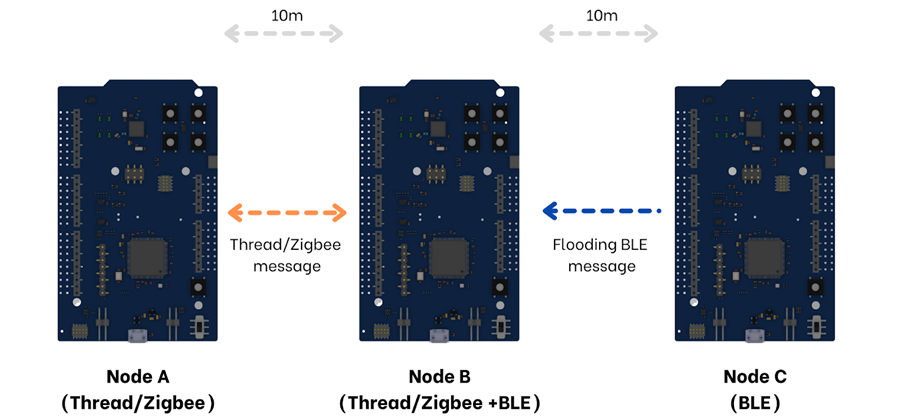 10m
10m
Thread/Zigbee
message
Flooding BLE
message
Node A
(Thread/Zigbee)
Node B
(Thread/Zigbee +BLE)
Node C
(BLE)